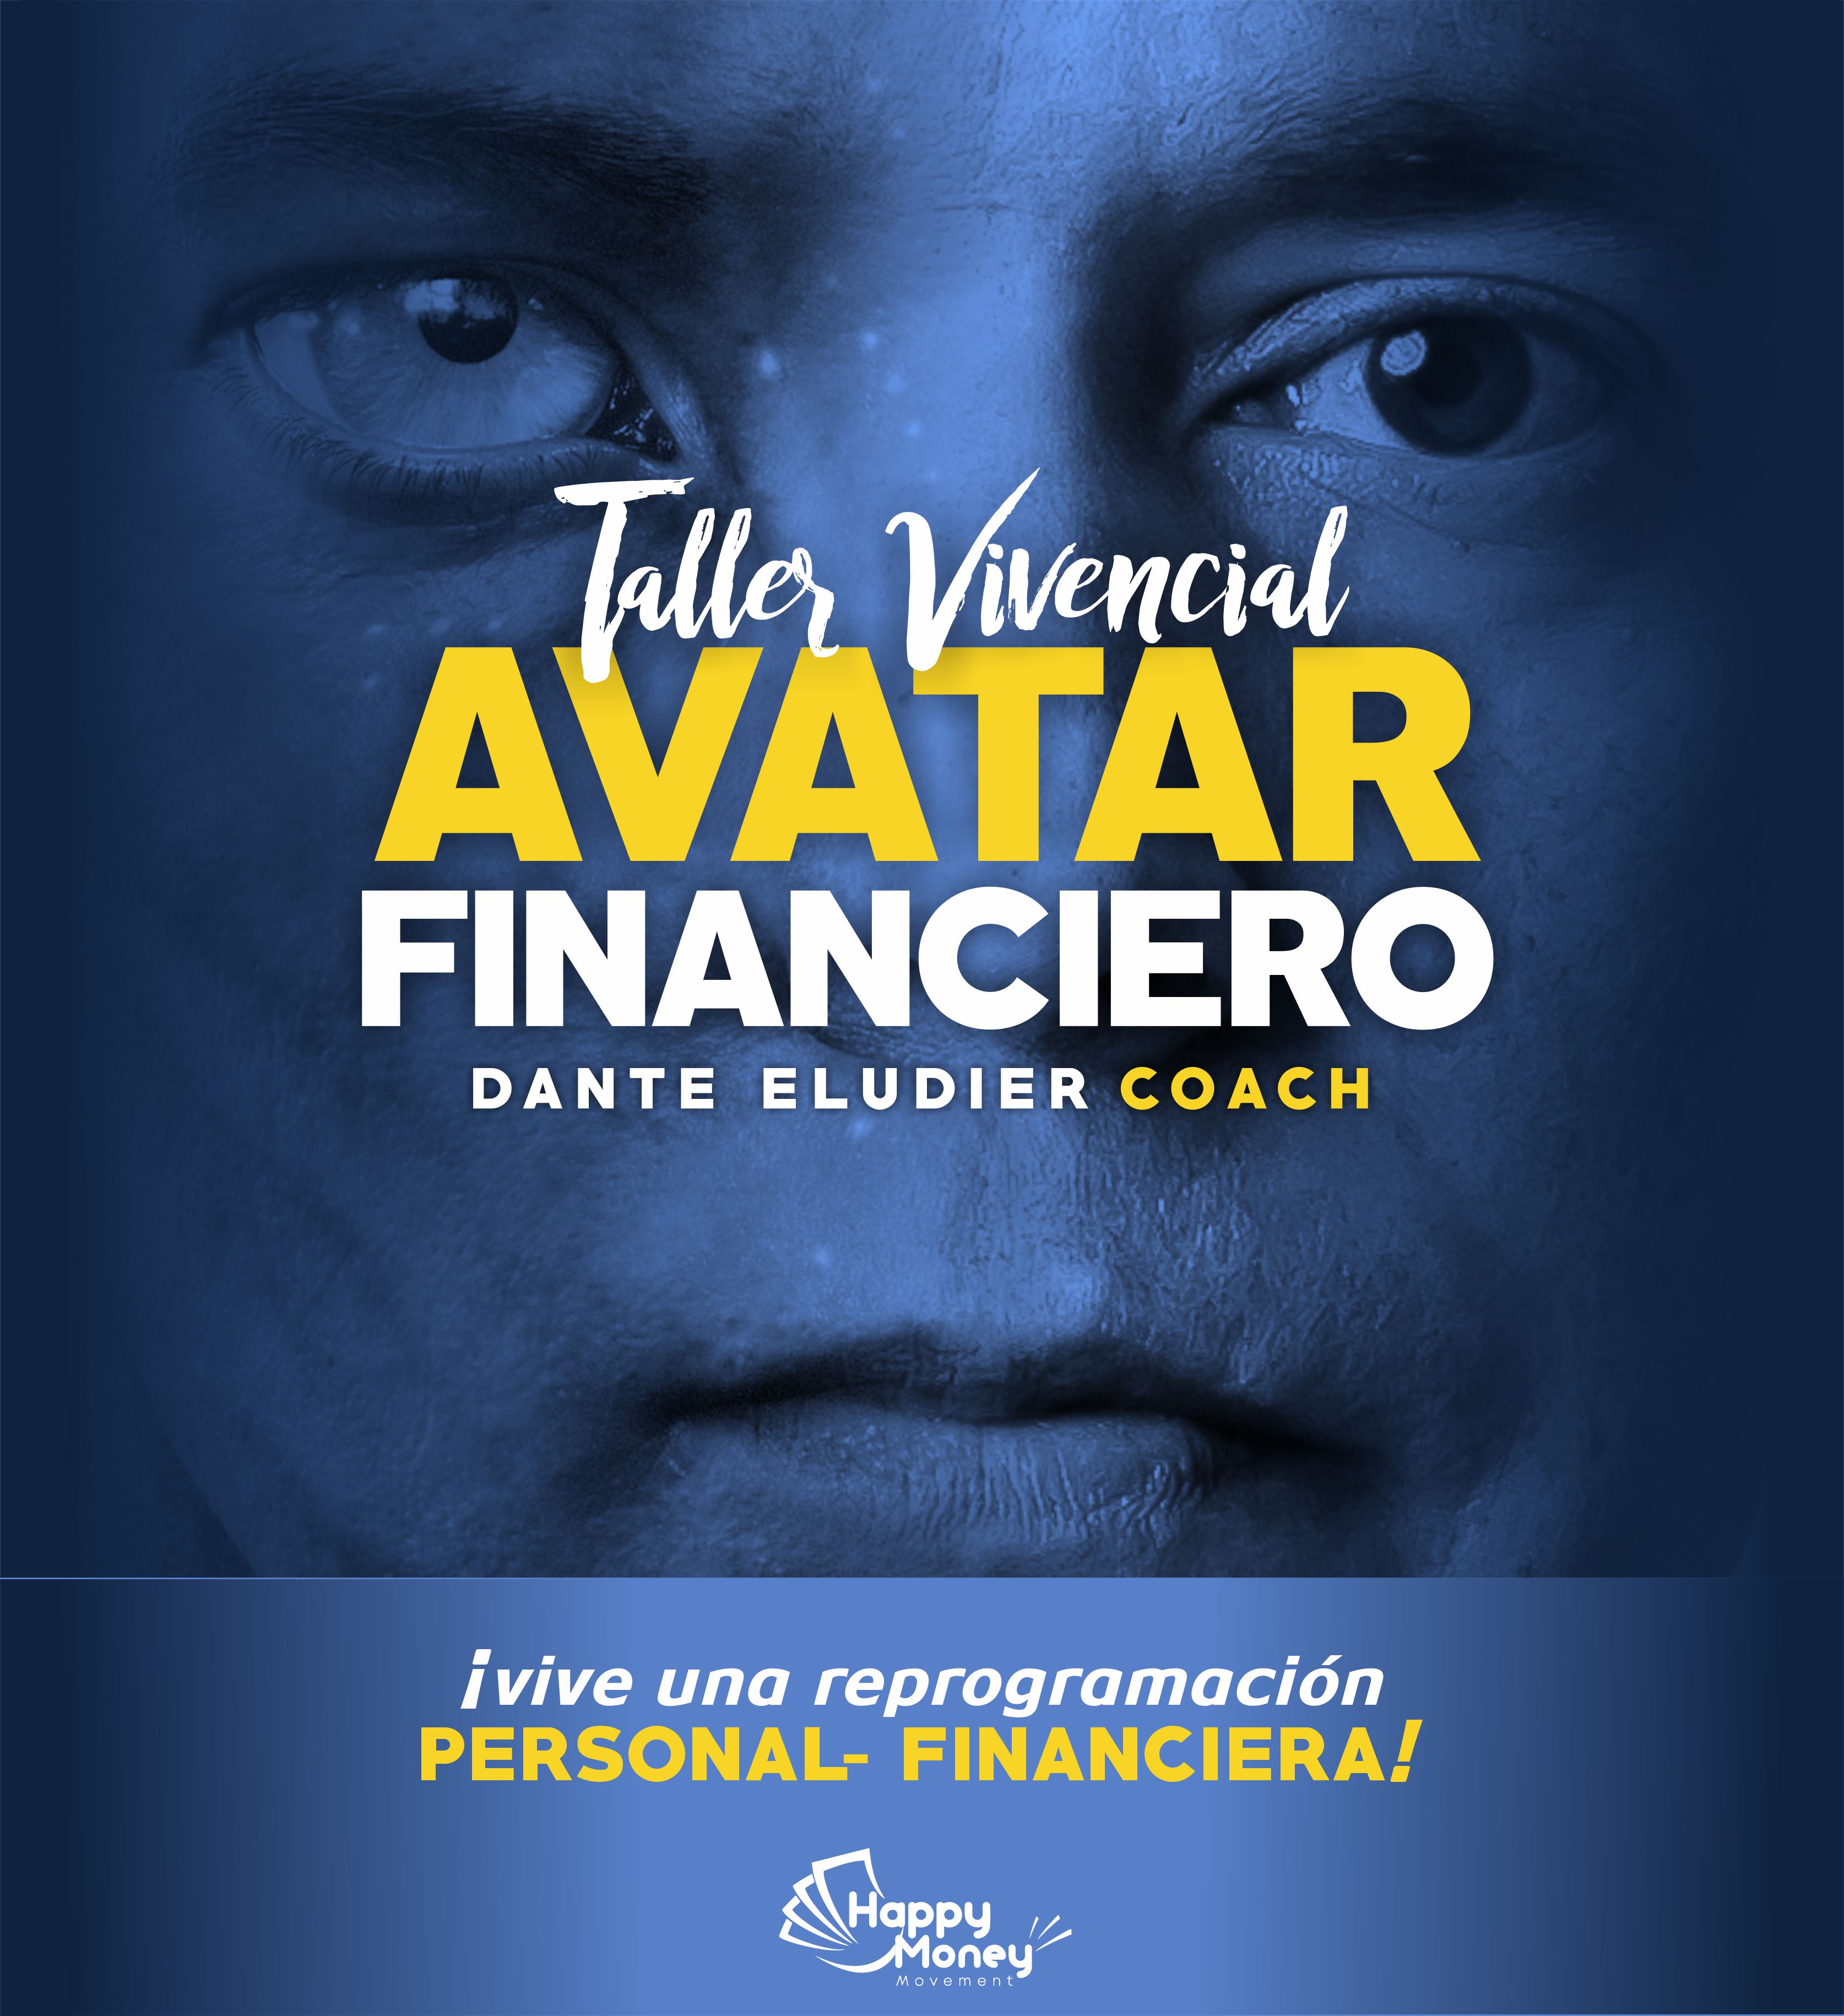 Taller Vivencial
AVATAR
FINANCIERO
DANTE ELUDIER COACH
¡vive una reprogramación
PERSONAL- FINANCIERA!
Happy
Money
Movement